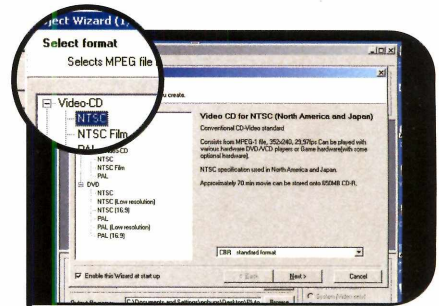 ject Wizard (1/
Select format
Selects MPEG file
you create.
Video-CD
NTSC
NTSC Film
PAL
NTSC
NTSC Film
PAL
DVD
NTSC
NTSC (Low resolution)
NTSC (16:9)
PAL
PAL (Low resolution)
PAL (16:9)
Video CD for NTSC (North America and Japan)
Conventional CD-Video standard
Consists from MPEG-1 file, 352x240, 29,97fps Can be played with
various hardware DVD/VCD players or Game hardware(with some
optional hardware).
NTSC specification used in North America and Japan.
Approximately 70 min movie can be stored onto 650MB CD-R.
CBR standard format
Enable this Wizard at start up
< Back
Next >
Cancel
C:\Documents and
Browse